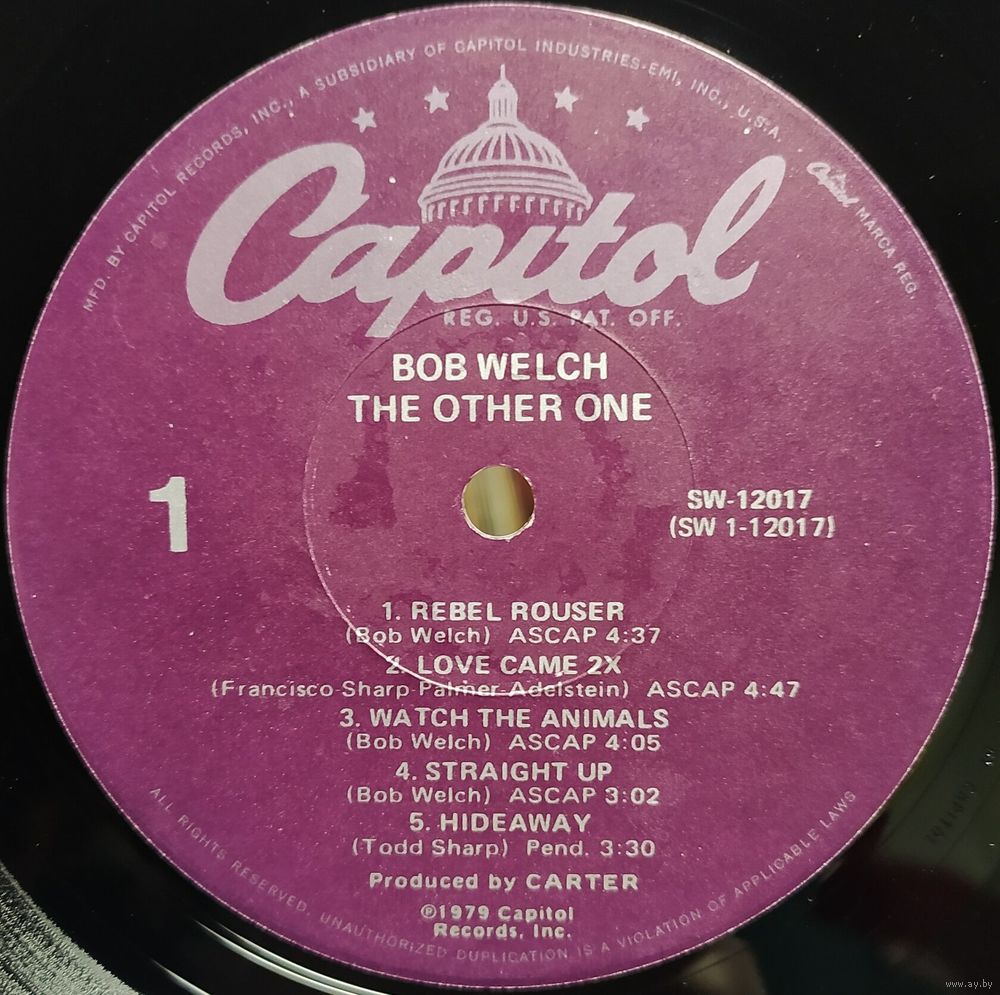 MFD. BY CAPITOL RECORDS, INC., A SUBSIDIARY OF CAPITOL INDUSTRIES-EMI, INC., U.S.A. Capitol MARCA REG.
Capitol
REG. U.S. PAT. OFF.
BOB WELCH
THE OTHER ONE
1
SW-12017
(SW 1-12017)
1. REBEL ROUSER
(Bob Welch) ASCAP 4:37
2. LOVE CAME 2X
(Francisco-Sharp-Palmer-Adelstein) ASCAP 4:47
3. WATCH THE ANIMALS
(Bob Welch) ASCAP 4:05
4. STRAIGHT UP
(Bob Welch) ASCAP 3:02
5. HIDEAWAY
(Todd Sharp) Pend. 3:30
Produced by CARTER
℗1979 Capitol
Records, Inc.
ALL RIGHTS RESERVED. UNAUTHORIZED DUPLICATION IS A VIOLATION OF APPLICABLE LAWS
www.ay.by